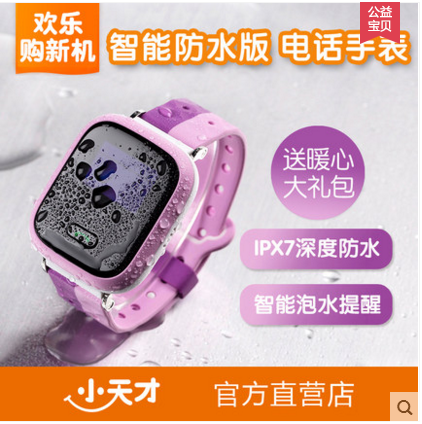 欢乐
购新机
智能防水版 电话手表
公益
宝贝
送暖心
大礼包
IPX7深度防水
智能泡水提醒
小天才 官方直营店